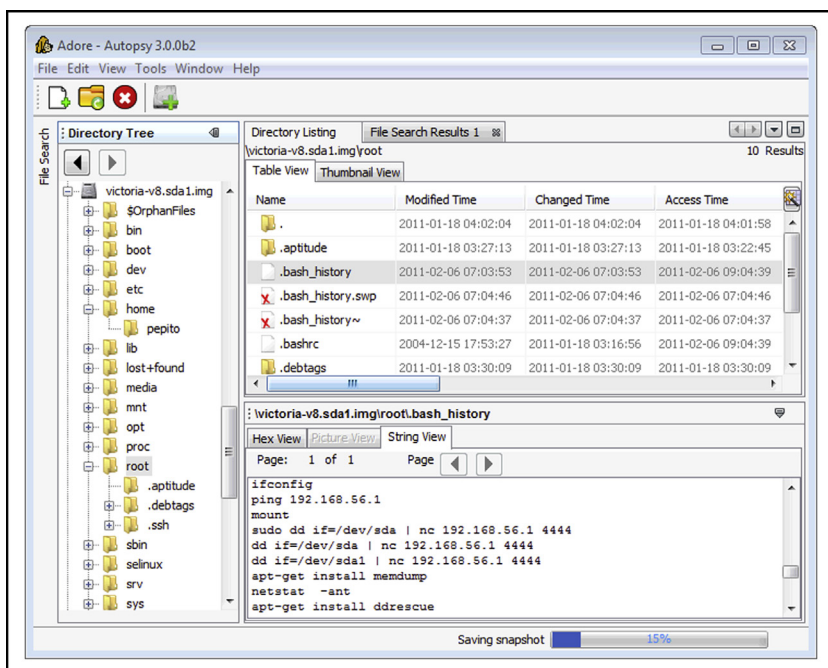 Adore - Autopsy 3.0.0b2
File Edit View Tools Window Help
File Search
Directory Tree
victoria-v8.sda1.img
$OrphanFiles
bin
boot
dev
etc
home
pepito
lib
lost+found
media
mnt
opt
proc
root
.aptitude
.debtags
.ssh
sbin
selinux
srv
sys
Directory Listing File Search Results 1
\victoria-v8.sda1.img\root 10 Results
Table View Thumbnail View
Name Modified Time Changed Time Access Time
. 2011-01-18 04:02:04 2011-01-18 04:02:04 2011-01-18 04:01:58
.aptitude 2011-01-18 03:27:13 2011-01-18 03:27:13 2011-01-18 03:22:45
.bash_history 2011-02-06 07:03:53 2011-02-06 07:03:53 2011-02-06 09:04:39
.bash_history.swp 2011-02-06 07:04:46 2011-02-06 07:04:46 2011-02-06 07:04:46
.bash_history~ 2011-02-06 07:04:37 2011-02-06 07:04:37 2011-02-06 07:04:37
.bashrc 2004-12-15 17:53:27 2011-01-18 03:16:56 2011-02-06 09:04:39
.debtags 2011-01-18 03:30:09 2011-01-18 03:30:09 2011-01-18 03:30:09
\victoria-v8.sda1.img\root\.bash_history
Hex View Picture View String View
Page: 1 of 1 Page
ifconfig
ping 192.168.56.1
mount
sudo dd if=/dev/sda | nc 192.168.56.1 4444
dd if=/dev/sda | nc 192.168.56.1 4444
dd if=/dev/sda1 | nc 192.168.56.1 4444
apt-get install memdump
netstat -ant
apt-get install ddrescue
Saving snapshot 15%